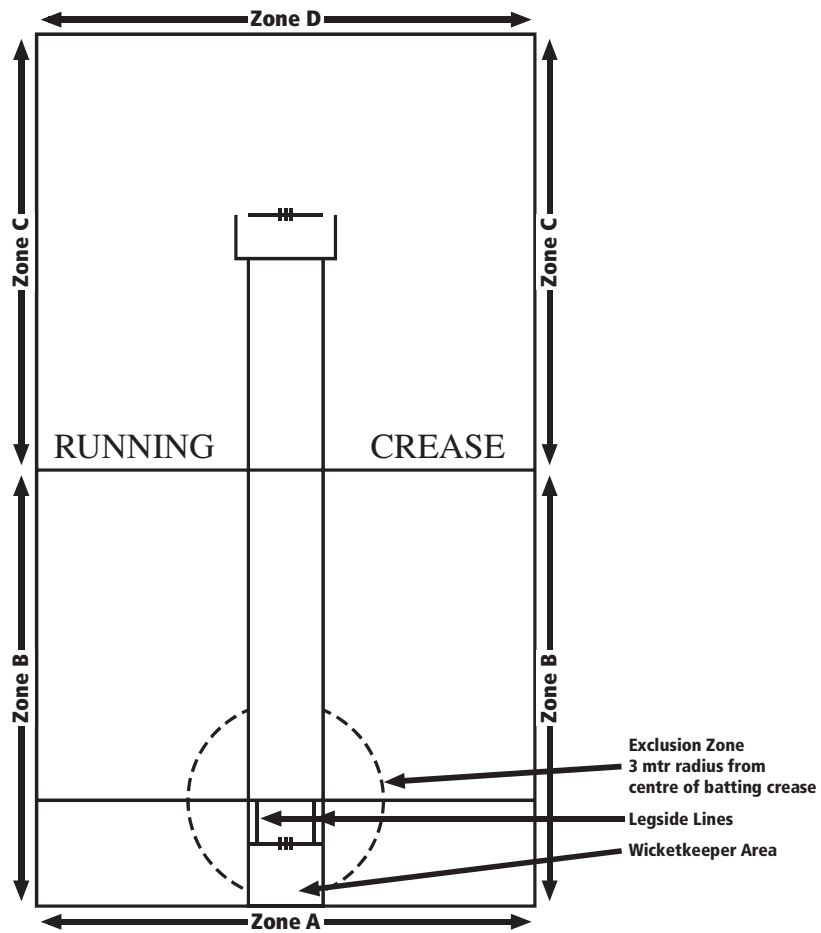 Zone D
Zone C
Zone C
RUNNING CREASE
Zone B
Zone B
Exclusion Zone
3 mtr radius from
centre of batting crease
Legside Lines
Wicketkeeper Area
Zone A